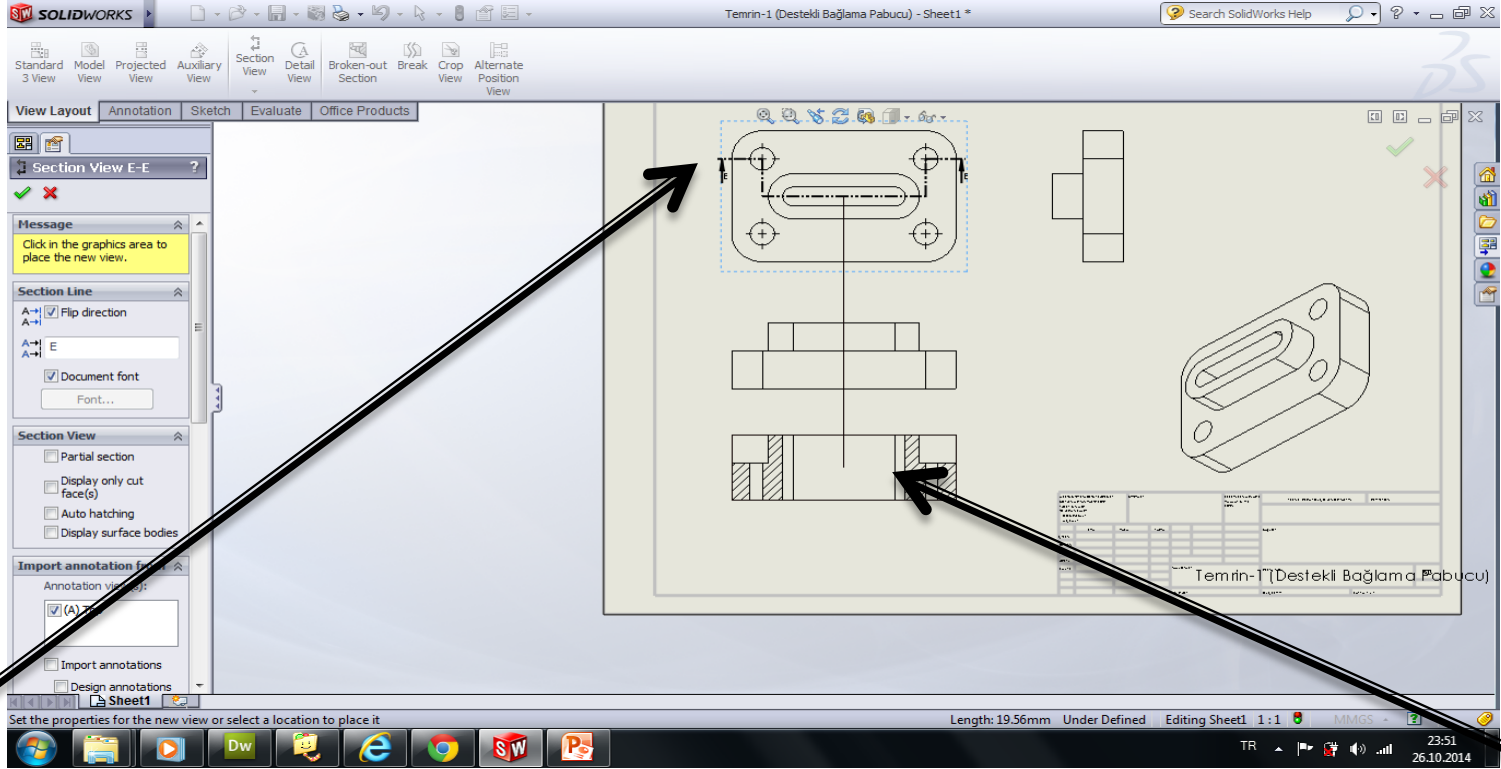 SOLIDWORKS
Temrin-1 (Destekli Bağlama Pabucu) - Sheet1 *
Search SolidWorks Help
Standard 3 View
Model View
Projected View
Auxiliary View
Section View
Detail View
Broken-out Section
Break
Crop View
Alternate Position View
View Layout
Annotation
Sketch
Evaluate
Office Products
Section View E-E
?
Message
Click in the graphics area to
place the new view.
Section Line
Flip direction
E
Document font
Font...
Section View
Partial section
Display only cut
face(s)
Auto hatching
Display surface bodies
Import annotation from
Annotation view(s):
Import annotations
Design annotations
E
E
Temrin-1 (Destekli Bağlama Pabucu)
Sheet1
Set the properties for the new view or select a location to place it
Length: 19.56mm Under Defined Editing Sheet1 1:1 MMGS
Dw
SW
TR
23:51
26.10.2014